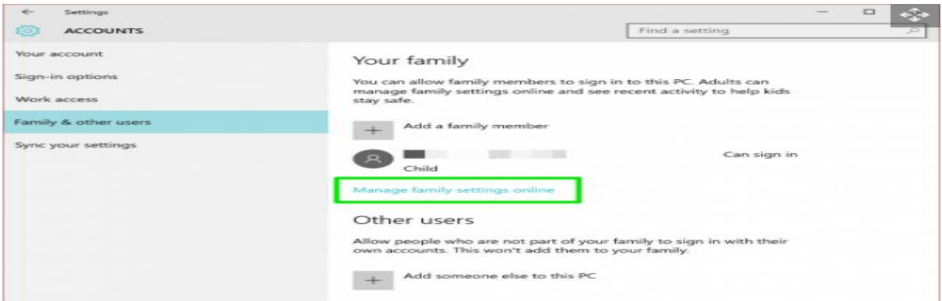 Settings
ACCOUNTS
Find a setting
Your account
Sign-in options
Work access
Family & other users
Sync your settings
Your family
You can allow family members to sign in to this PC. Adults can
manage family settings online and see recent activity to help kids
stay safe.
Add a family member
Can sign in
Child
Manage family settings online
Other users
Allow people who are not part of your family to sign in with their
own accounts. This won't add them to your family.
Add someone else to this PC